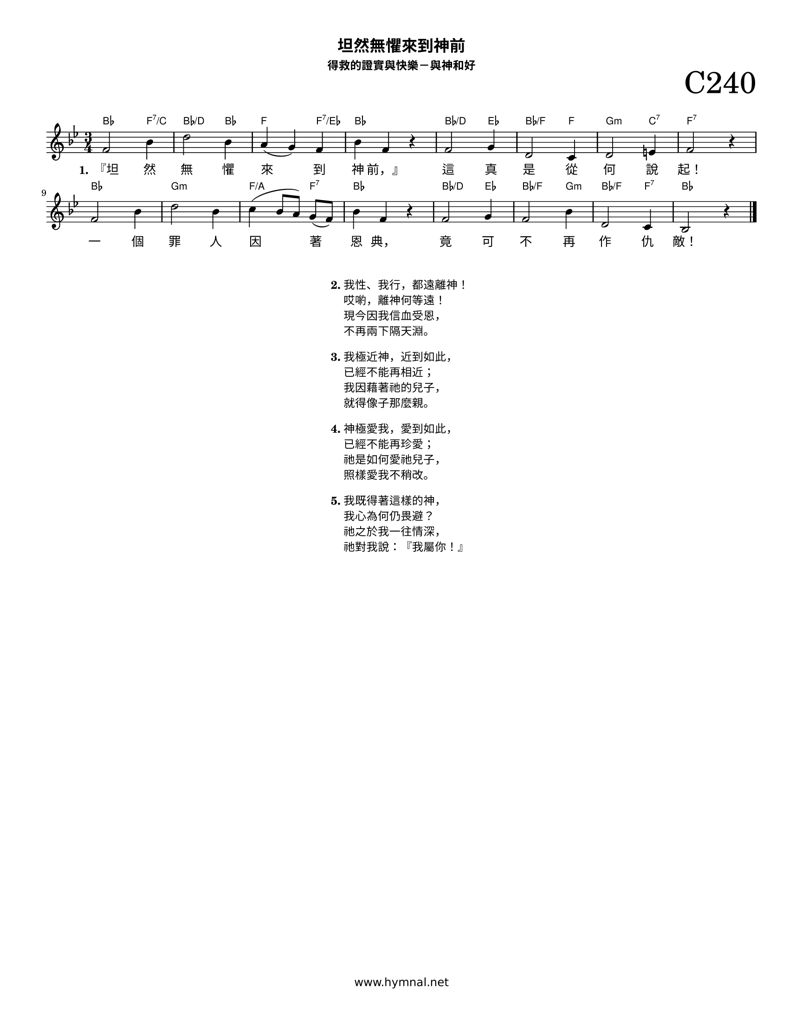 坦然無懼來到神前
得救的證實與快樂－與神和好
C240
B♭ F7/C B♭/D B♭ F F7/E♭ B♭ B♭/D E♭ B♭/F F Gm C7 F7
3/4
1. 『坦 然 無 懼 來 到 神前，』 這 真 是 從 何 說 起！
9
B♭ Gm F/A F7 B♭ B♭/D E♭ B♭/F Gm B♭/F F7 B♭
一 個 罪 人 因 著 恩 典， 竟 可 不 再 作 仇 敵！
2. 我性、我行，都遠離神！
哎喲，離神何等遠！
現今因我信血受恩，
不再兩下隔天淵。
3. 我極近神，近到如此，
已經不能再相近；
我因藉著祂的兒子，
就得像子那麼親。
4. 神極愛我，愛到如此，
已經不能再珍愛；
祂是如何愛祂兒子，
照樣愛我不稍改。
5. 我既得著這樣的神，
我心為何仍畏避？
祂之於我一往情深，
祂對我說：『我屬你！』
www.hymnal.net